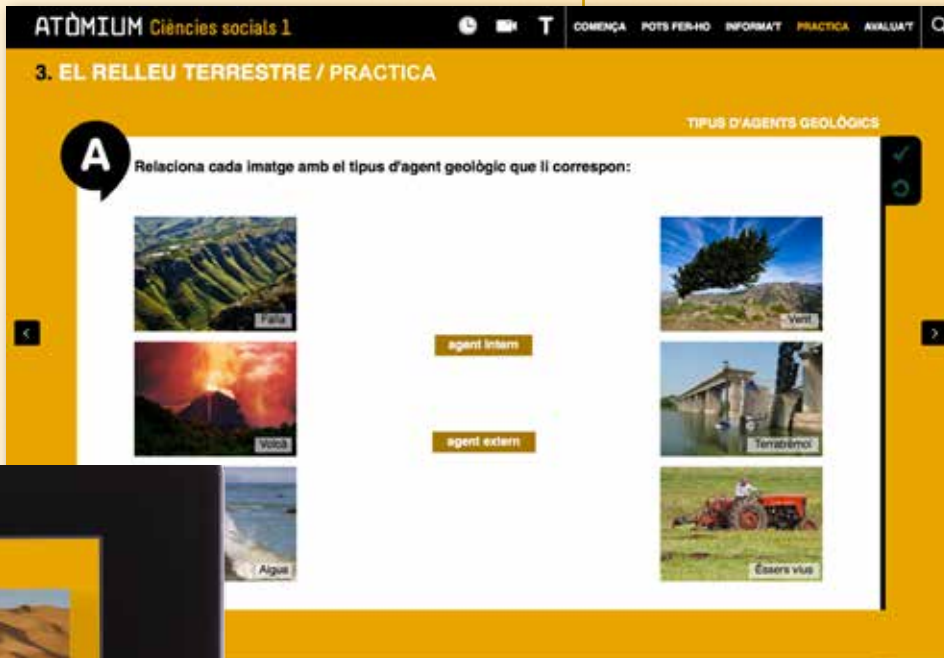 ATÒMIUM Ciències socials 1
T COMENÇA POTS FER-HO INFORMA'T PRACTICA AVALUA'T
3. EL RELLEU TERRESTRE / PRACTICA
TIPUS D'AGENTS GEOLÒGICS
A
Relaciona cada imatge amb el tipus d'agent geològic que li correspon:
Falla
Vent
agent intern
Volcà
Terratrèmol
agent extern
Aigua
Éssers vius